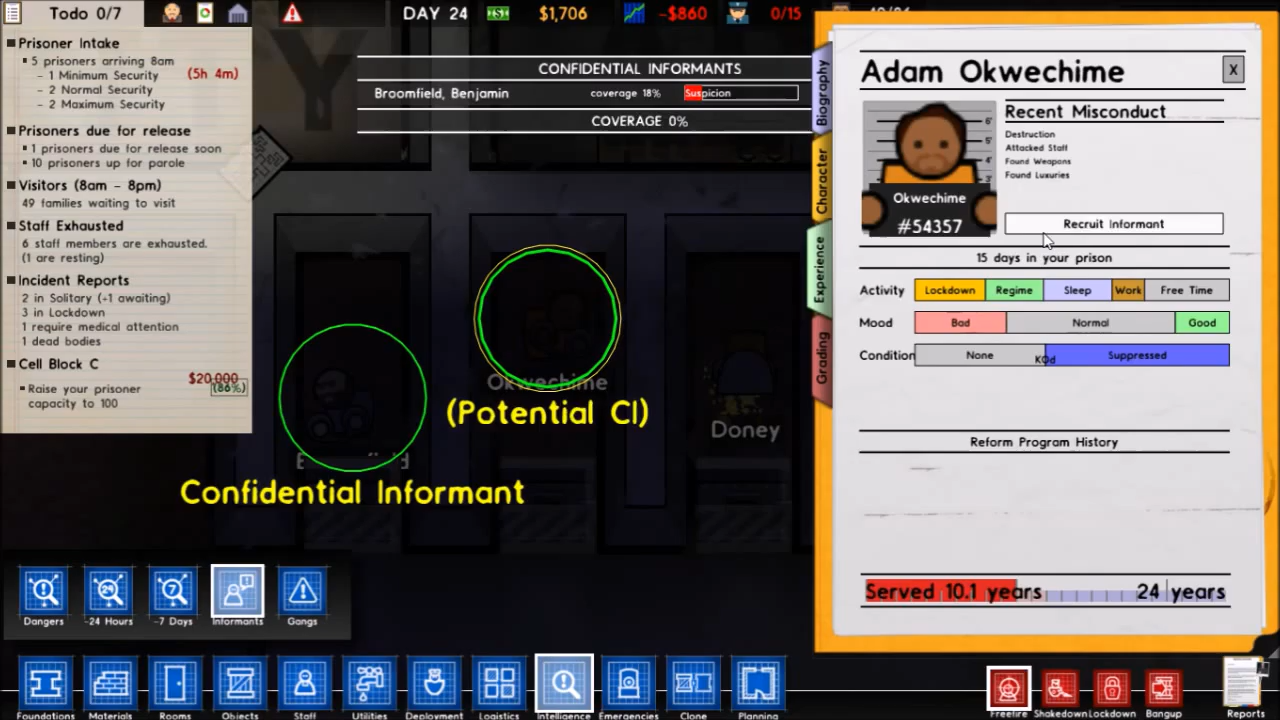 Todo 0/7
DAY 24
$1,706
-$860
0/15
Prisoner Intake
5 prisoners arriving 8am
(5h 4m)
- 1 Minimum Security
- 2 Normal Security
- 2 Maximum Security
Prisoners due for release
1 prisoners due for release soon
10 prisoners up for parole
Visitors (8am - 8pm)
49 families waiting to visit
Staff Exhausted
6 staff members are exhausted.
(1 are resting)
Incident Reports
2 in Solitary (+1 awaiting)
3 in Lockdown
1 require medical attention
1 dead bodies
Cell Block C
$20,000
Raise your prisoner
(86%)
capacity to 100
CONFIDENTIAL INFORMANTS
Broomfield, Benjamin coverage 18% Suspicion
COVERAGE 0%
Okwechime
(Potential CI)
Doney
Confidential Informant
Biography
Character
Experience
Grading
Adam Okwechime
X
Recent Misconduct
Destruction
Attacked Staff
Found Weapons
Found Luxuries
6'
5'
4'
Okwechime
#54357
Recruit Informant
15 days in your prison
Activity Lockdown Regime Sleep Work Free Time
Mood Bad Normal Good
Condition None KOd Suppressed
Reform Program History
Served 10.1 years 24 years
Dangers -24 Hours -7 Days Informants Gangs
Foundations Materials Rooms Objects Staff Utilities Deployment Logistics Intelligence Emergencies Clone Planning
Freefire Shakedown Lockdown Bangup Reports